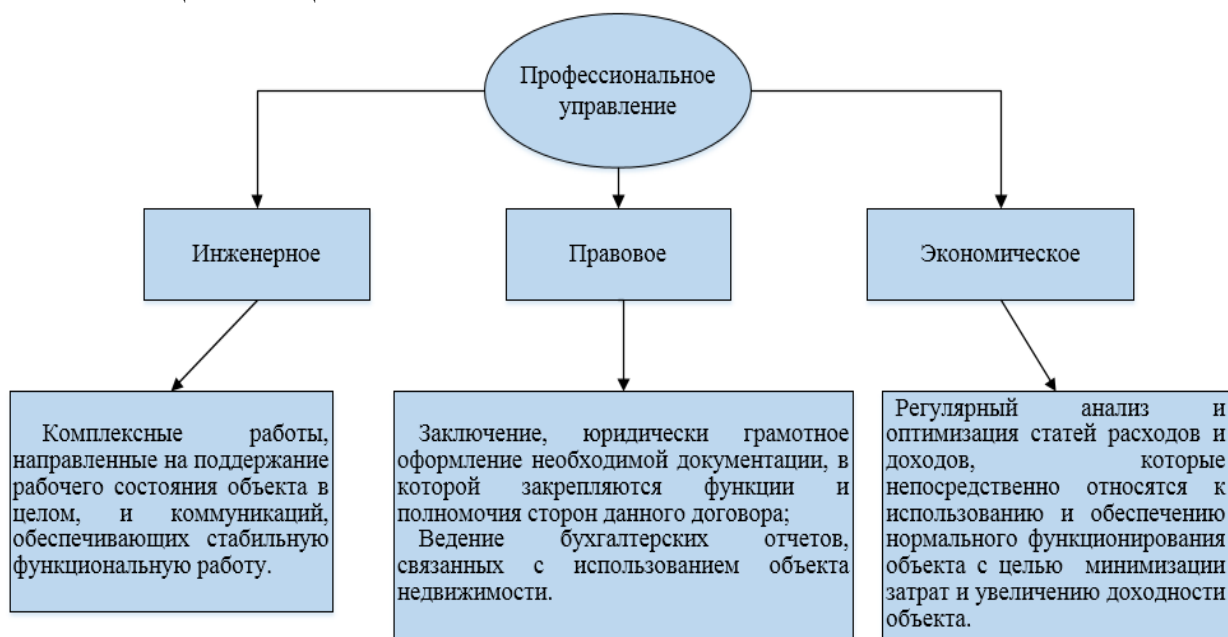 Профессиональное
управление
Инженерное
Правовое
Экономическое
Комплексные работы,
направленные на поддержание
рабочего состояния объекта в
целом, и коммуникаций,
обеспечивающих стабильную
функциональную работу.
Заключение, юридически грамотное
оформление необходимой документации, в
которой закрепляются функции и
полномочия сторон данного договора;
Ведение бухгалтерских отчетов,
связанных с использованием объекта
недвижимости.
Регулярный анализ и
оптимизация статей расходов и
доходов, которые
непосредственно относятся к
использованию и обеспечению
нормального функционирования
объекта с целью минимизации
затрат и увеличению доходности
объекта.